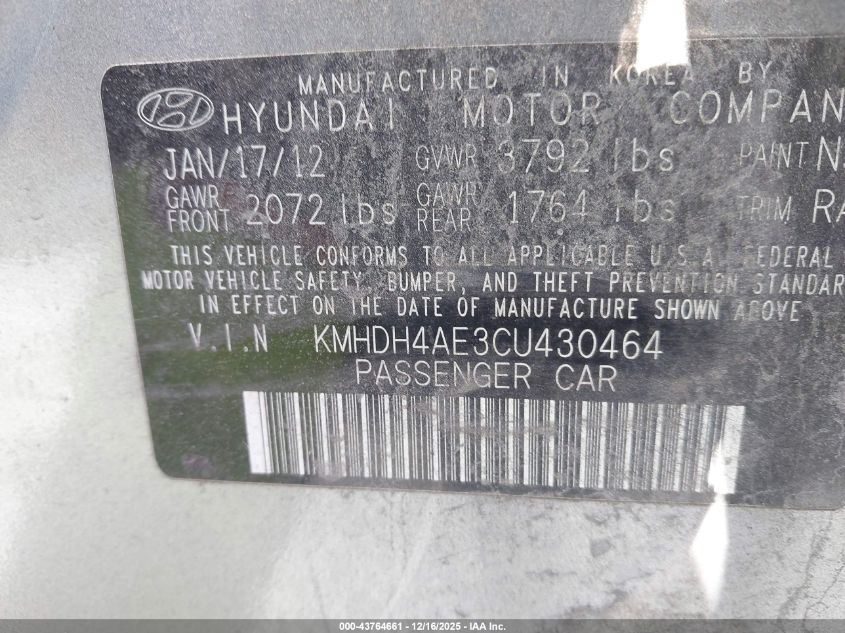 MANUFACTURED IN KOREA BY
HYUNDAI MOTOR COMPAN
JAN/17/12 GVWR 3792 lbs PAINT N
GAWR FRONT 2072 lbs GAWR REAR 1764 lbs TRIM RA
THIS VEHICLE CONFORMS TO ALL APPLICABLE U.S.A. FEDERAL
MOTOR VEHICLE SAFETY, BUMPER, AND THEFT PREVENTION STANDAR
IN EFFECT ON THE DATE OF MANUFACTURE SHOWN ABOVE
V.I.N KMHDH4AE3CU430464
PASSENGER CAR
000-43764661 - 12/16/2025 - IAA Inc.